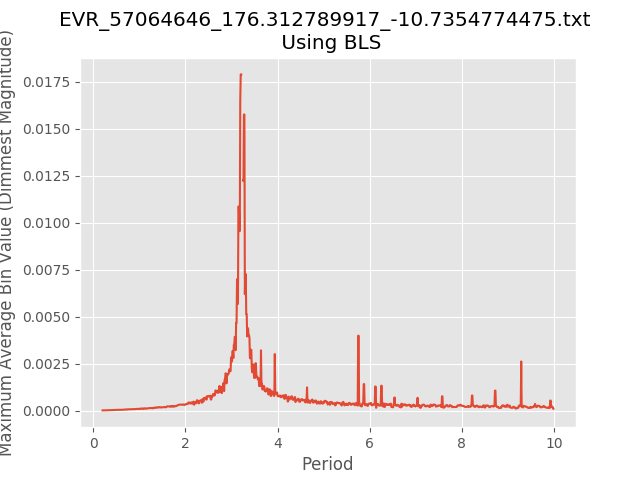 EVR_57064646_176.312789917_-10.7354774475.txt
Using BLS
Maximum Average Bin Value (Dimmest Magnitude)
0.0175
0.0150
0.0125
0.0100
0.0075
0.0050
0.0025
0.0000
0 2 4 6 8 10
Period